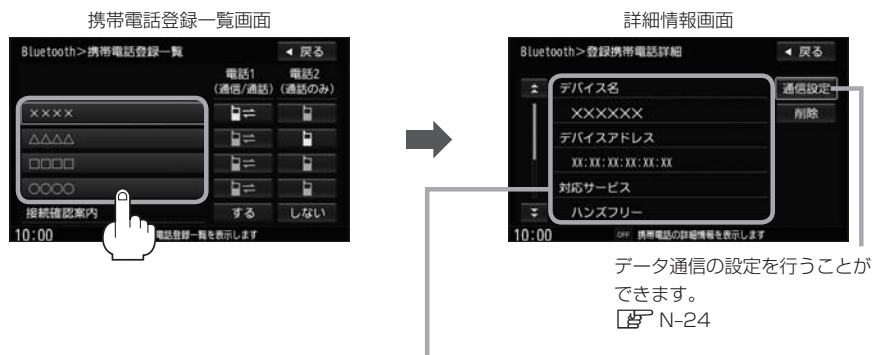 携帯電話登録一覧画面
Bluetooth>携帯電話登録一覧
◀ 戻る
電話1
(通信/通話)
電話2
(通話のみ)
××××
△△△△
□□□□
○○○○
接続確認案内
する
しない
10:00
電話登録一覧を表示します
詳細情報画面
Bluetooth>登録携帯電話詳細
◀ 戻る
デバイス名
通信設定
××××××
削除
デバイスアドレス
XX:XX:XX:XX:XX:XX
対応サービス
ハンズフリー
10:00
OFF 携帯電話の詳細情報を表示します
データ通信の設定を行うことが
できます。
N-24